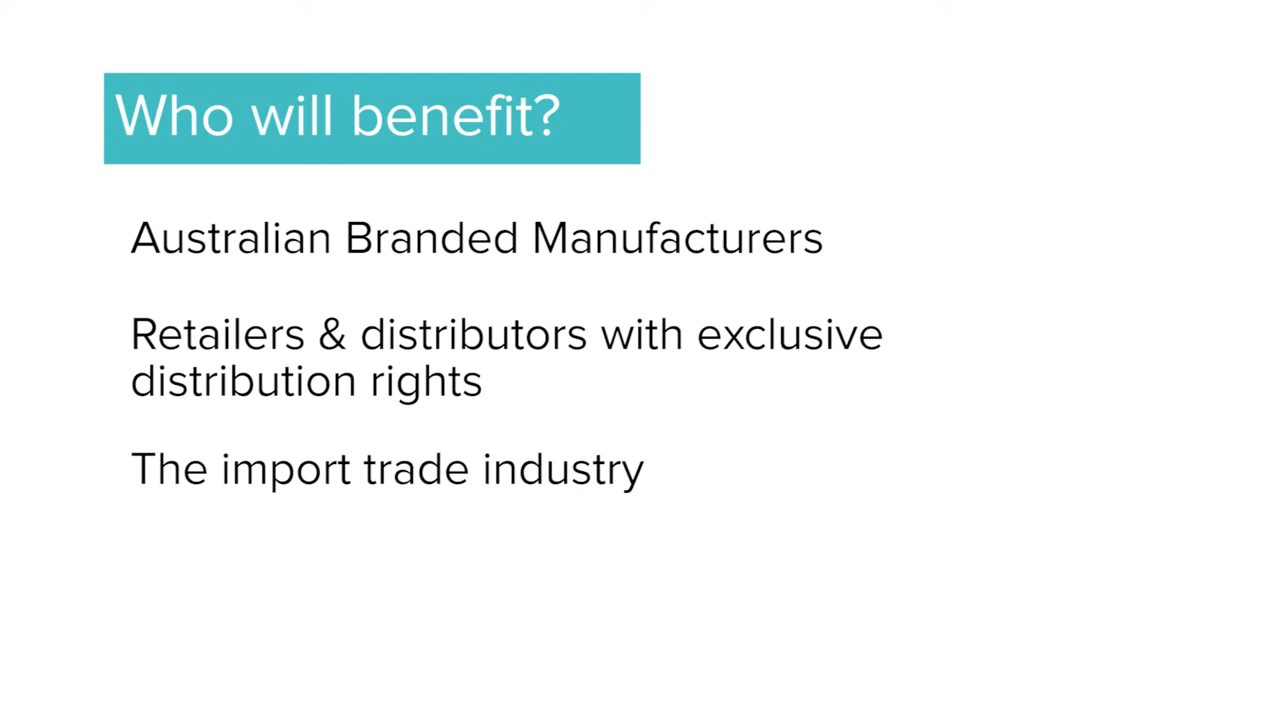 Who will benefit?
Australian Branded Manufacturers
Retailers & distributors with exclusive
distribution rights
The import trade industry